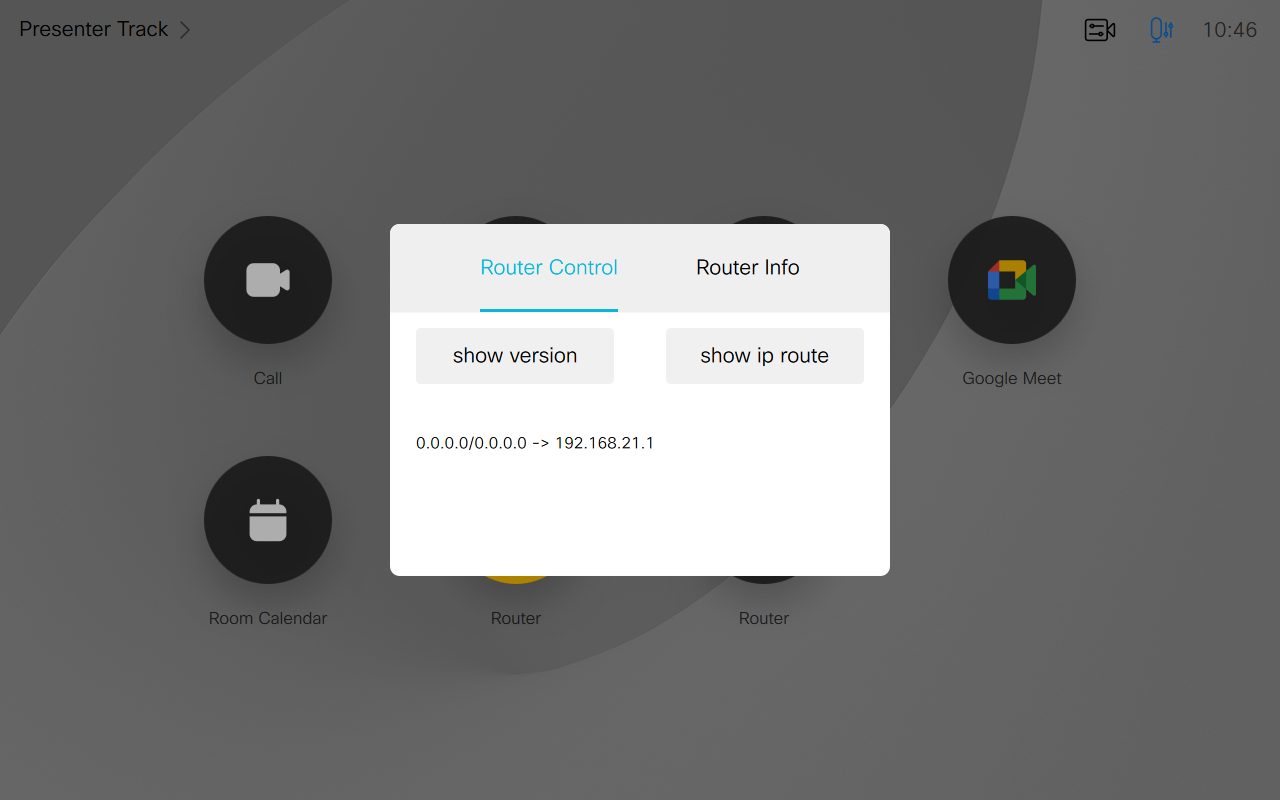 Presenter Track
10:46
Router Control
Router Info
show version
show ip route
0.0.0.0/0.0.0.0 -> 192.168.21.1
Call
Google Meet
Room Calendar
Router
Router